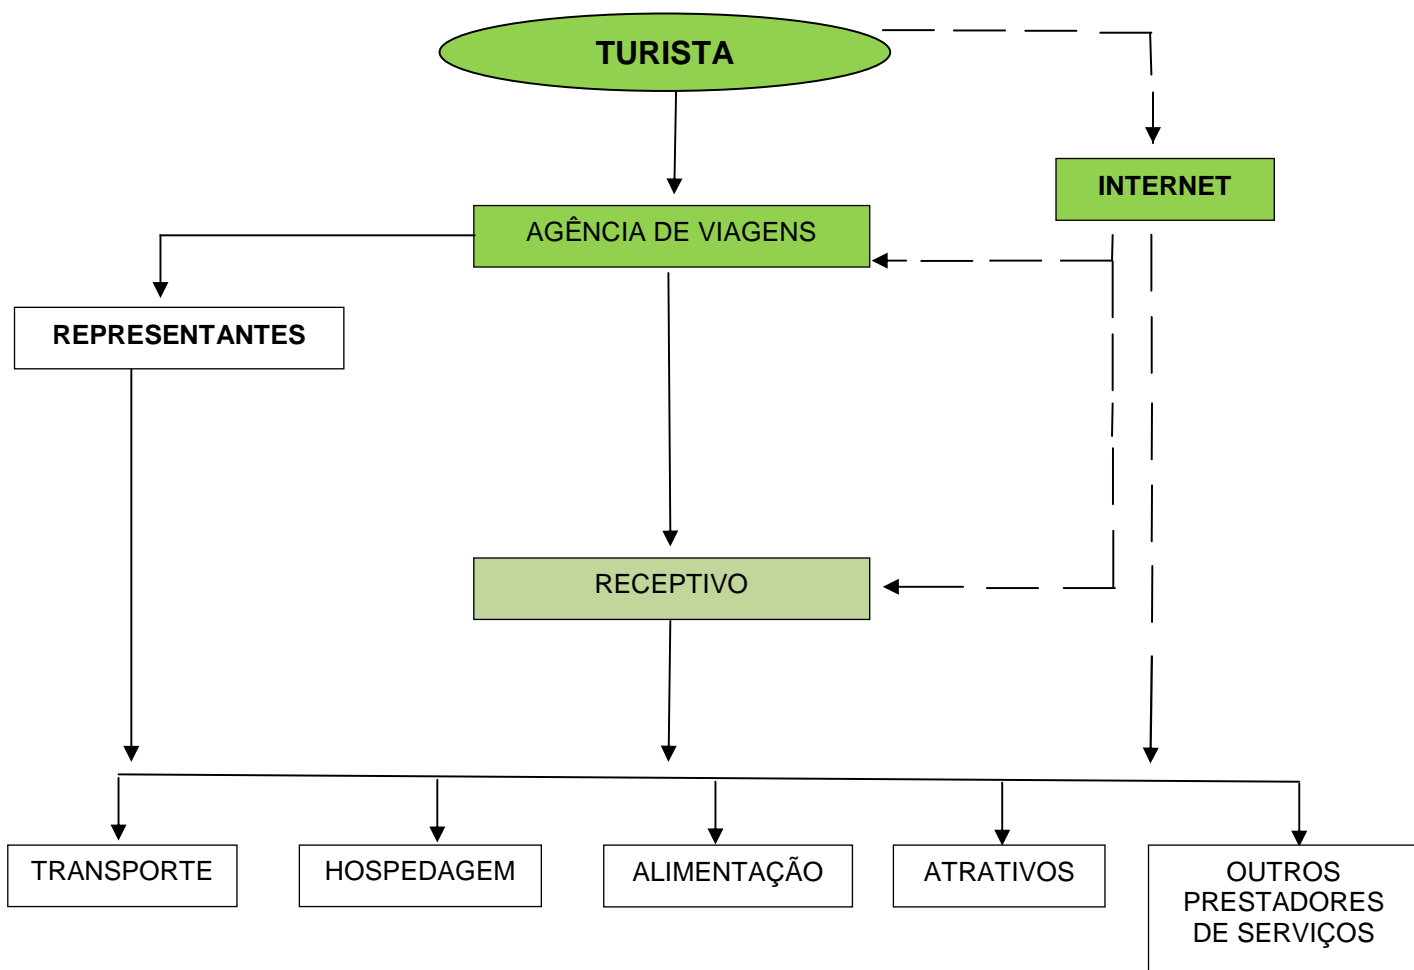 TURISTA
INTERNET
AGÊNCIA DE VIAGENS
REPRESENTANTES
RECEPTIVO
TRANSPORTE
HOSPEDAGEM
ALIMENTAÇÃO
ATRATIVOS
OUTROS
PRESTADORES
DE SERVIÇOS